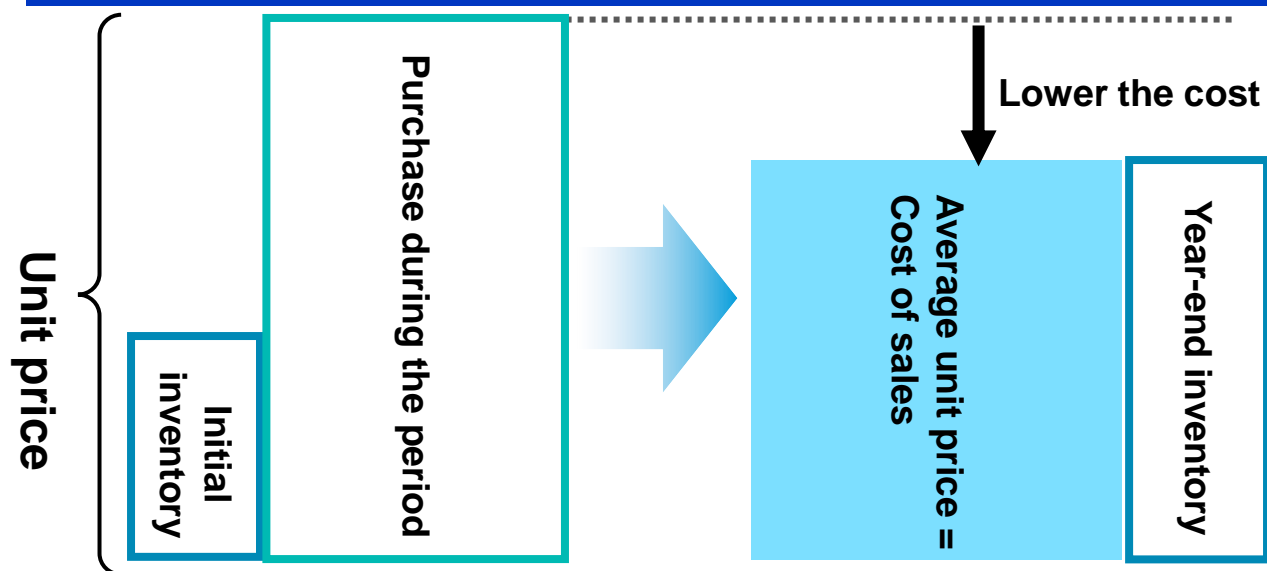 Unit price
Initial
inventory
Purchase during the period
Lower the cost
Average unit price =
Cost of sales
Year-end inventory